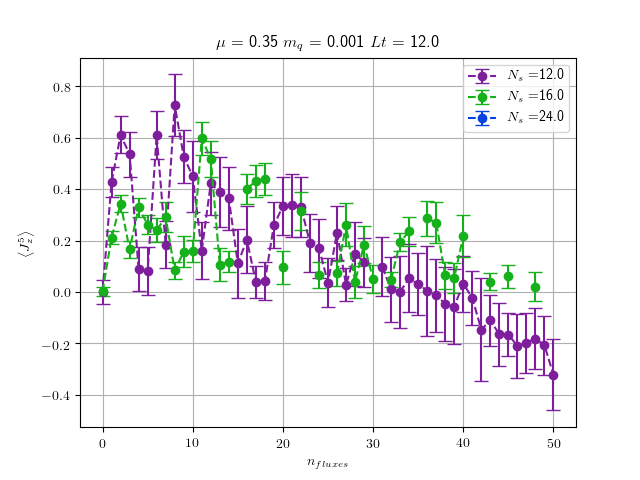 μ = 0.35 m_q = 0.001 Lt = 12.0
N_s =12.0
N_s =16.0
N_s =24.0
0.8
0.6
0.4
0.2
0.0
−0.2
−0.4
⟨J_z^5⟩
0 10 20 30 40 50
n_{fluxes}